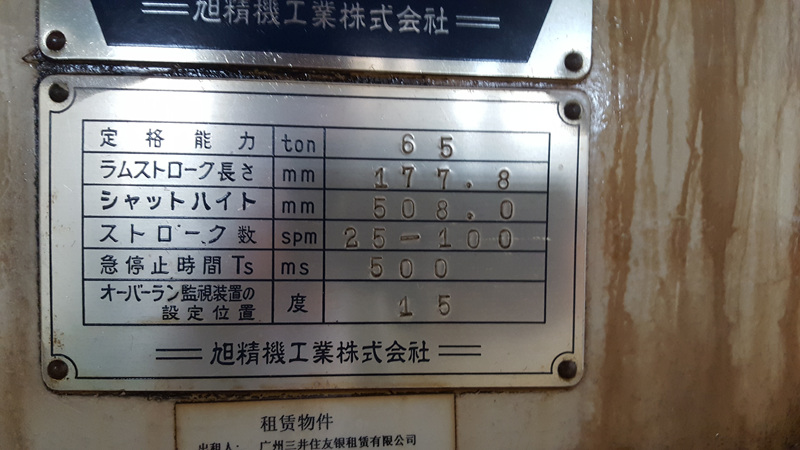 旭精機工業株式会社
定格能力 ton 65
ラムストローク長さ mm 177.8
シャットハイト mm 508.0
ストローク数 spm 25-100
急停止時間Ts ms 500
オーバーラン監視装置の
設定位置 度 15
旭精機工業株式会社
租赁物件
出租人: 广州三井住友银租赁有限公司